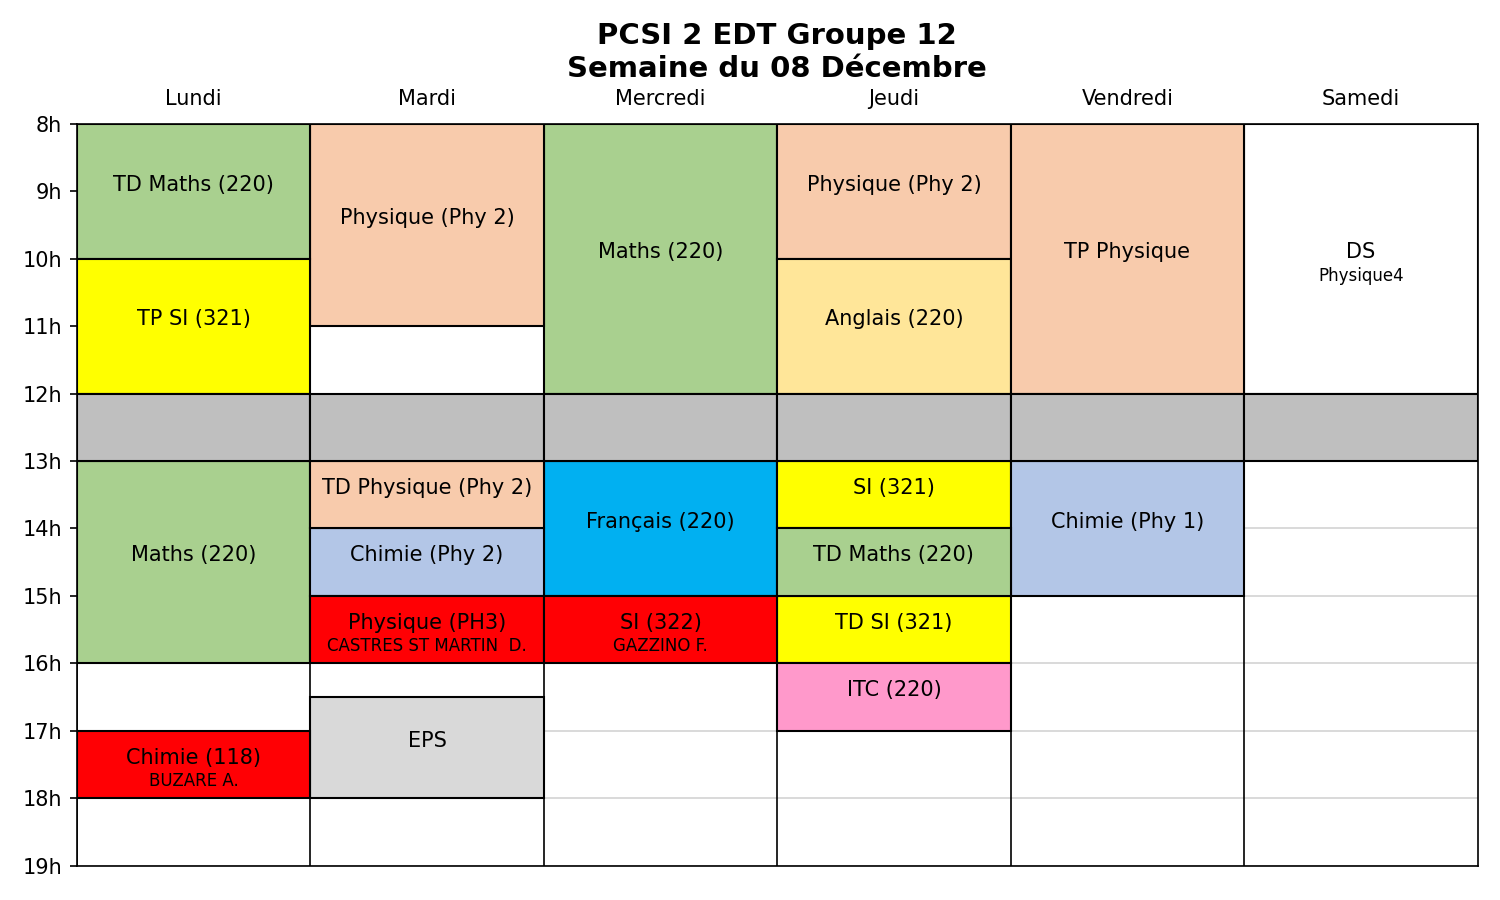 PCSI 2 EDT Groupe 12
Semaine du 08 Décembre
Lundi Mardi Mercredi Jeudi Vendredi Samedi
8h
TD Maths (220) Physique (Phy 2)
9h
Physique (Phy 2)
Maths (220) TP Physique DS
10h
Physique4
TP SI (321) Anglais (220)
11h
12h
13h
TD Physique (Phy 2) SI (321)
Français (220) Chimie (Phy 1)
14h
Maths (220) Chimie (Phy 2) TD Maths (220)
15h
Physique (PH3) SI (322) TD SI (321)
CASTRES ST MARTIN  D. GAZZINO F.
16h
ITC (220)
17h
EPS
Chimie (118)
BUZARE A.
18h
19h